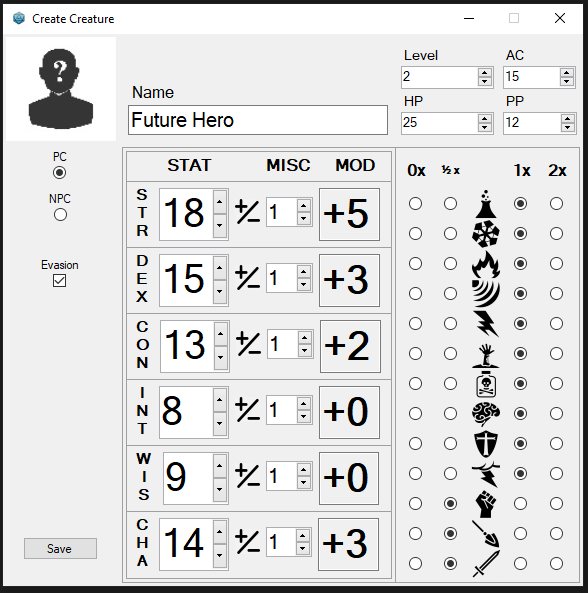 Create Creature
Level
AC
2
15
Name
HP
PP
Future Hero
25
12
PC
NPC
Evasion
Save
STAT MISC MOD
STR 18 +/- 1 +5
DEX 15 +/- 1 +3
CON 13 +/- 1 +2
INT 8 +/- 1 +0
WIS 9 +/- 1 +0
CHA 14 +/- 1 +3
0x ½ x 1x 2x
?